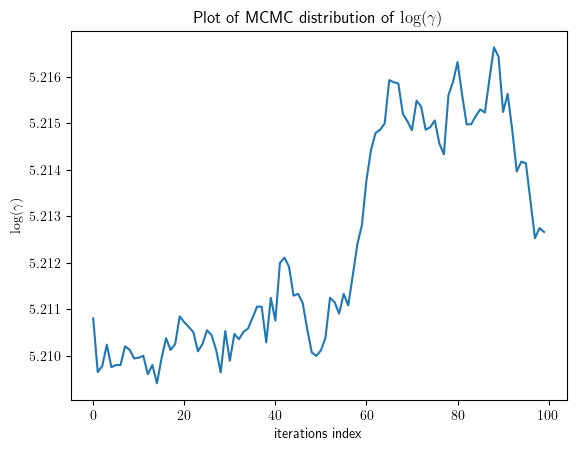 Plot of MCMC distribution of log(γ)
5.216
5.215
5.214
5.213
5.212
5.211
5.210
log(γ)
0 20 40 60 80 100
iterations index